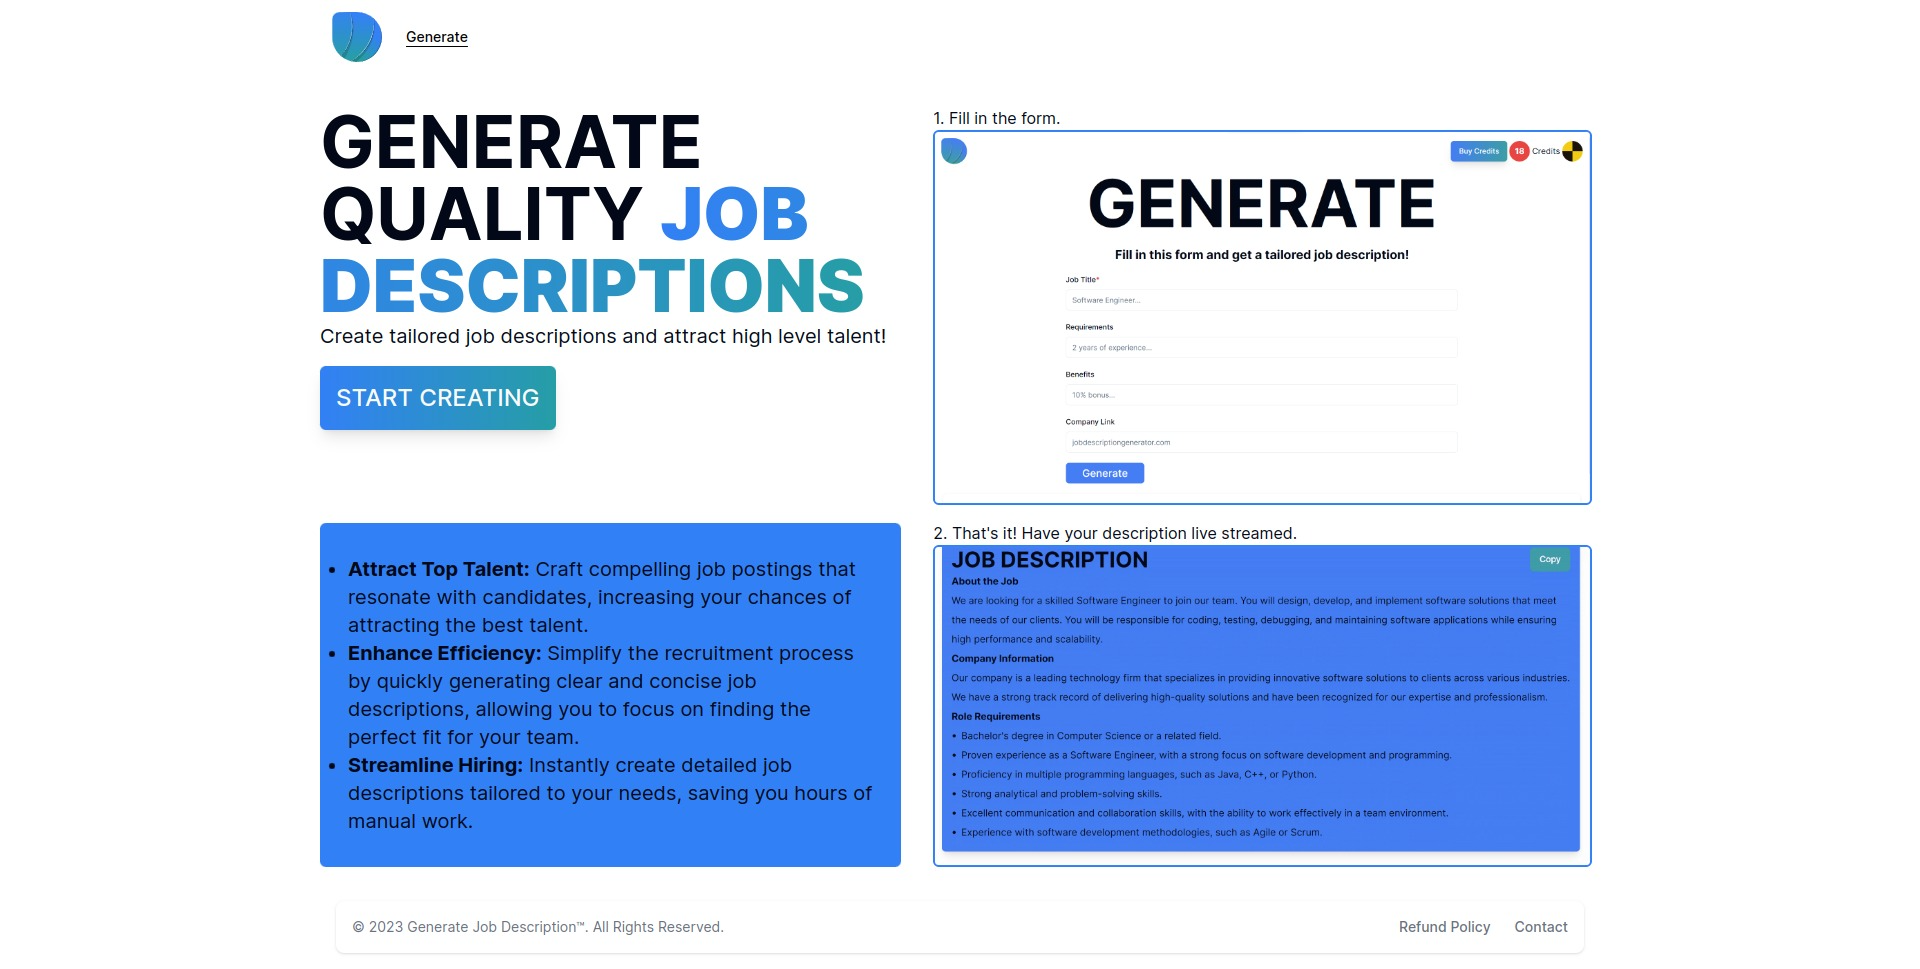 Generate
GENERATE
QUALITY JOB
DESCRIPTIONS
Create tailored job descriptions and attract high level talent!
START CREATING
1. Fill in the form.
Buy Credits 18 Credits
GENERATE
Fill in this form and get a tailored job description!
Job Title*
Software Engineer...
Requirements
2 years of experience...
Benefits
10% bonus...
Company Link
jobdescriptiongenerator.com
Generate
• Attract Top Talent: Craft compelling job postings that
resonate with candidates, increasing your chances of
attracting the best talent.
• Enhance Efficiency: Simplify the recruitment process
by quickly generating clear and concise job
descriptions, allowing you to focus on finding the
perfect fit for your team.
• Streamline Hiring: Instantly create detailed job
descriptions tailored to your needs, saving you hours of
manual work.
2. That's it! Have your description live streamed.
JOB DESCRIPTION
Copy
About the Job
We are looking for a skilled Software Engineer to join our team. You will design, develop, and implement software solutions that meet
the needs of our clients. You will be responsible for coding, testing, debugging, and maintaining software applications while ensuring
high performance and scalability.
Company Information
Our company is a leading technology firm that specializes in providing innovative software solutions to clients across various industries.
We have a strong track record of delivering high-quality solutions and have been recognized for our expertise and professionalism.
Role Requirements
• Bachelor's degree in Computer Science or a related field.
• Proven experience as a Software Engineer, with a strong focus on software development and programming.
• Proficiency in multiple programming languages, such as Java, C++, or Python.
• Strong analytical and problem-solving skills.
• Excellent communication and collaboration skills, with the ability to work effectively in a team environment.
• Experience with software development methodologies, such as Agile or Scrum.
© 2023 Generate Job Description™. All Rights Reserved.
Refund Policy Contact